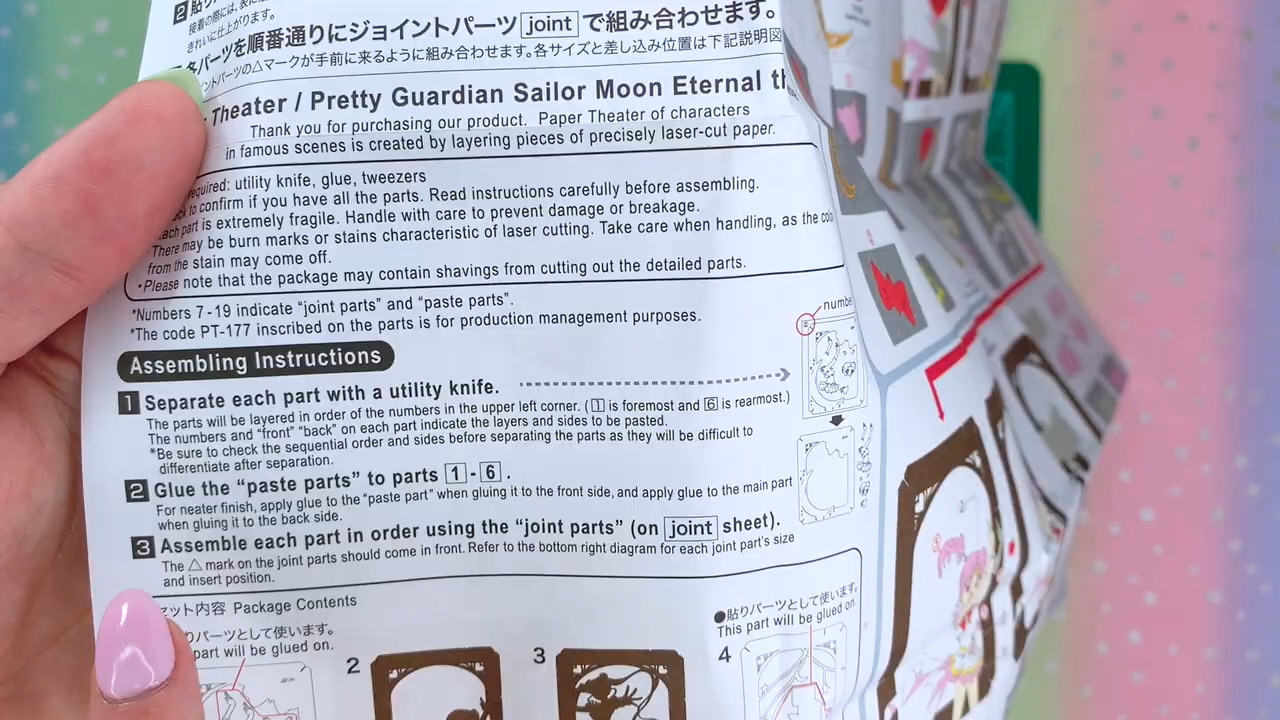 2 貼り
接着の際には、表に
きれいに仕上がります。
各パーツを順番通りにジョイントパーツ joint で組み合わせます。
イントパーツの△マークが手前に来るように組み合わせます。各サイズと差し込み位置は下記説明図
Theater / Pretty Guardian Sailor Moon Eternal th
Thank you for purchasing our product. Paper Theater of characters
in famous scenes is created by layering pieces of precisely laser-cut paper.
equired: utility knife, glue, tweezers
to confirm if you have all the parts. Read instructions carefully before assembling.
ach part is extremely fragile. Handle with care to prevent damage or breakage.
There may be burn marks or stains characteristic of laser cutting. Take care when handling, as the colo
from the stain may come off.
・Please note that the package may contain shavings from cutting out the detailed parts.
*Numbers 7-19 indicate "joint parts" and "paste parts".
*The code PT-177 inscribed on the parts is for production management purposes.
numbe
Assembling Instructions
1 Separate each part with a utility knife.
The parts will be layered in order of the numbers in the upper left corner. (1 is foremost and 6 is rearmost.)
The numbers and "front" "back" on each part indicate the layers and sides to be pasted.
*Be sure to check the sequential order and sides before separating the parts as they will be difficult to
differentiate after separation.
2 Glue the "paste parts" to parts 1 - 6 .
For neater finish, apply glue to the "paste part" when gluing it to the front side, and apply glue to the main part
when gluing it to the back side.
3 Assemble each part in order using the "joint parts" (on joint sheet).
The △ mark on the joint parts should come in front. Refer to the bottom right diagram for each joint part's size
and insert position.
ット内容 Package Contents
りパーツとして使います。
part will be glued on.
2
3
●貼りパーツとして使います。
This part will be glued on.
4